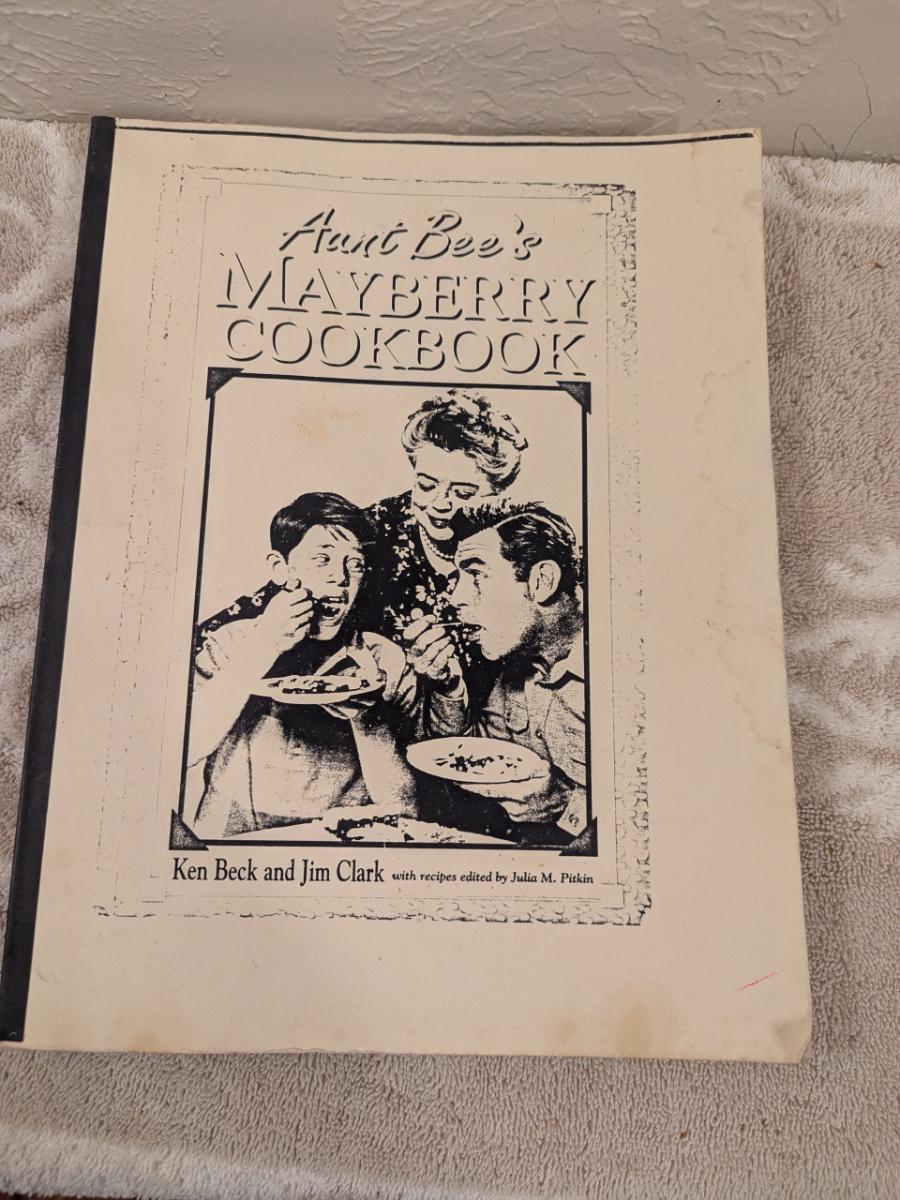 Aunt Bee's
MAYBERRY
COOKBOOK
Ken Beck and Jim Clark with recipes edited by Julia M. Pitkin